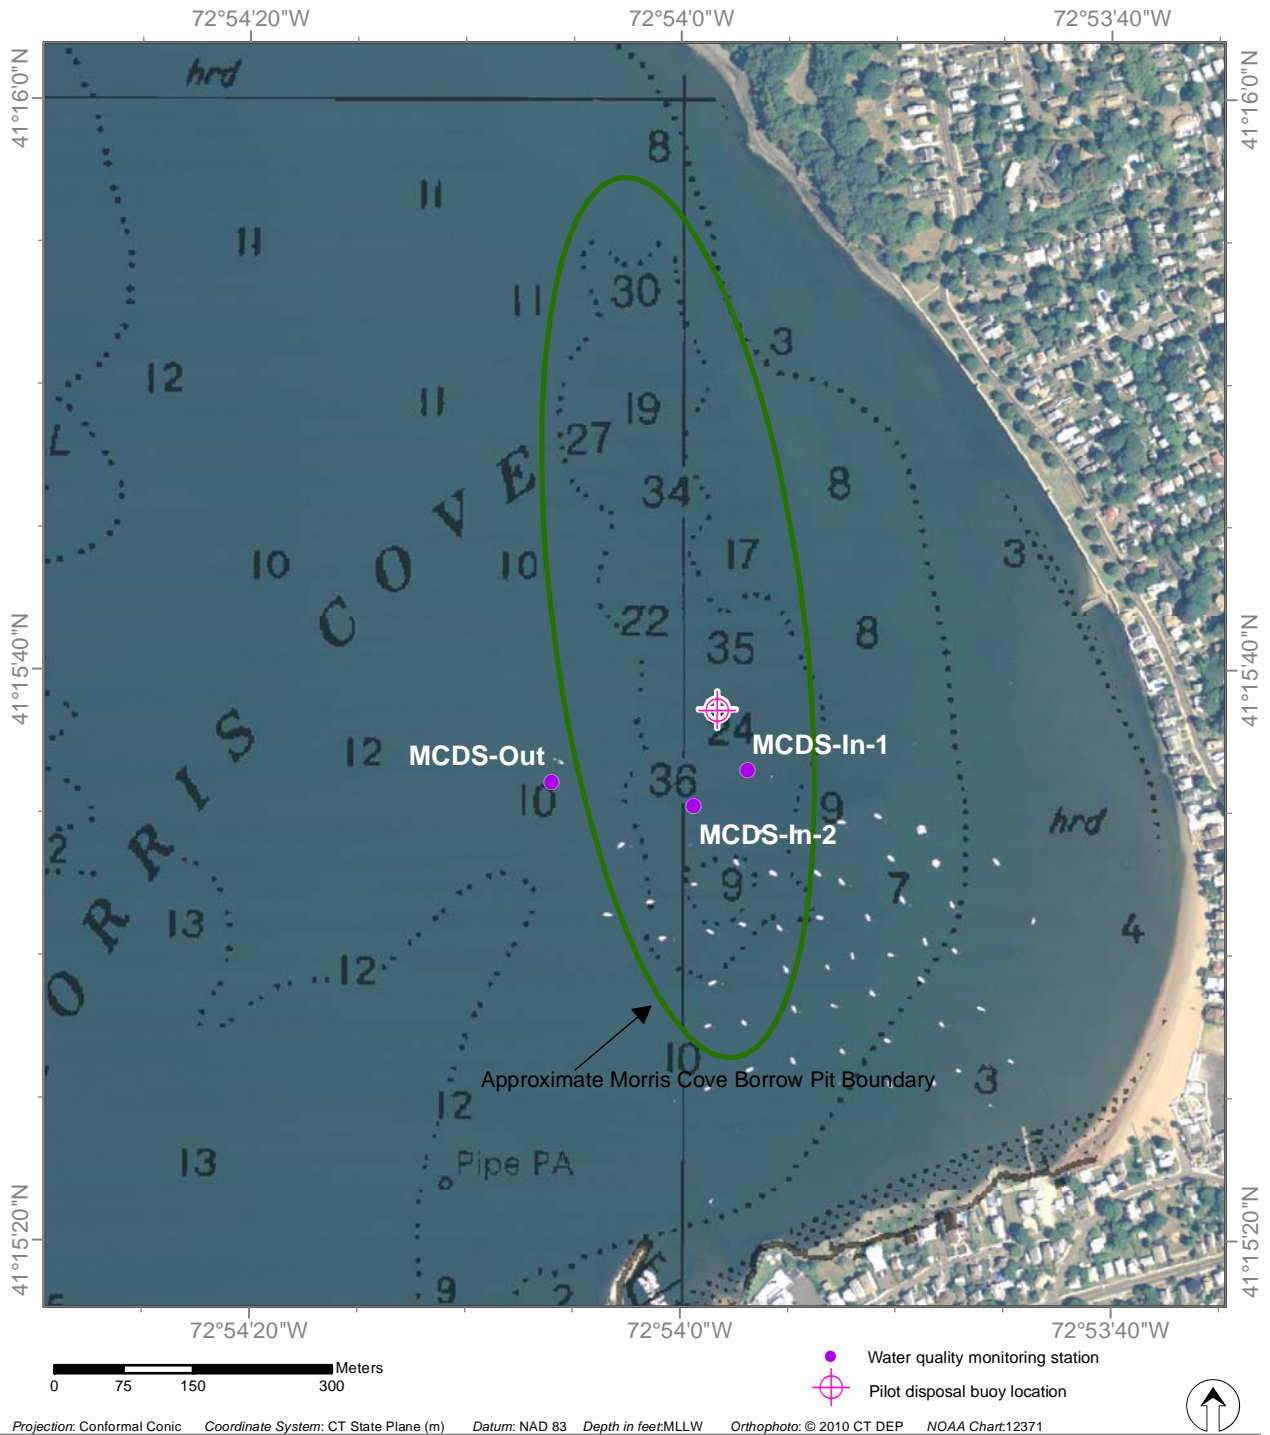 72°54'20"W 72°54'0"W 72°53'40"W
41°16'0"N
41°16'0"N
hrd
8
11
11
30
11
3
12
11
19
L
27
E
34
8
V
17
3
10
O
10
C
22
8
35
41°15'40"N
41°15'40"N
S
24
MCDS-In-1
12
MCDS-Out
36
I
10
9
hrd
MCDS-In-2
2
R
9
7
R
13
4
12
O
10
Approximate Morris Cove Borrow Pit Boundary
3
12
13
Pipe PA
41°15'20"N
41°15'20"N
9
2
72°54'20"W 72°54'0"W 72°53'40"W
Meters
0 75 150 300
Water quality monitoring station
Pilot disposal buoy location
Projection: Conformal Conic Coordinate System: CT State Plane (m) Datum: NAD 83 Depth in feet:MLLW Orthophoto: © 2010 CT DEP NOAA Chart:12371